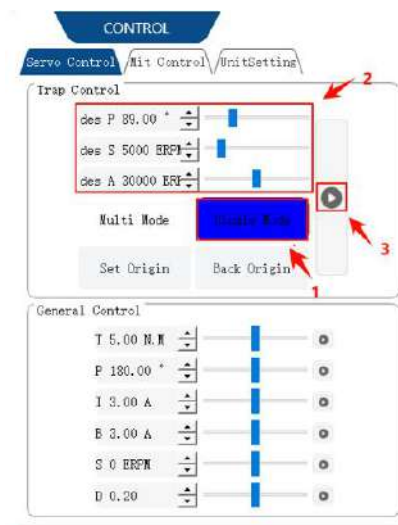 CONTROL
Servo Control Mit Control UnitSetting
2
Trap Control
des P 89.00 °
des S 5000 ERPM
des A 30000 ERP
3
Multi Mode Single Mode
1
Set Origin Back Origin
General Control
T 5.00 N.M
P 180.00 °
I 3.00 A
B 3.00 A
S 0 ERPM
D 0.20